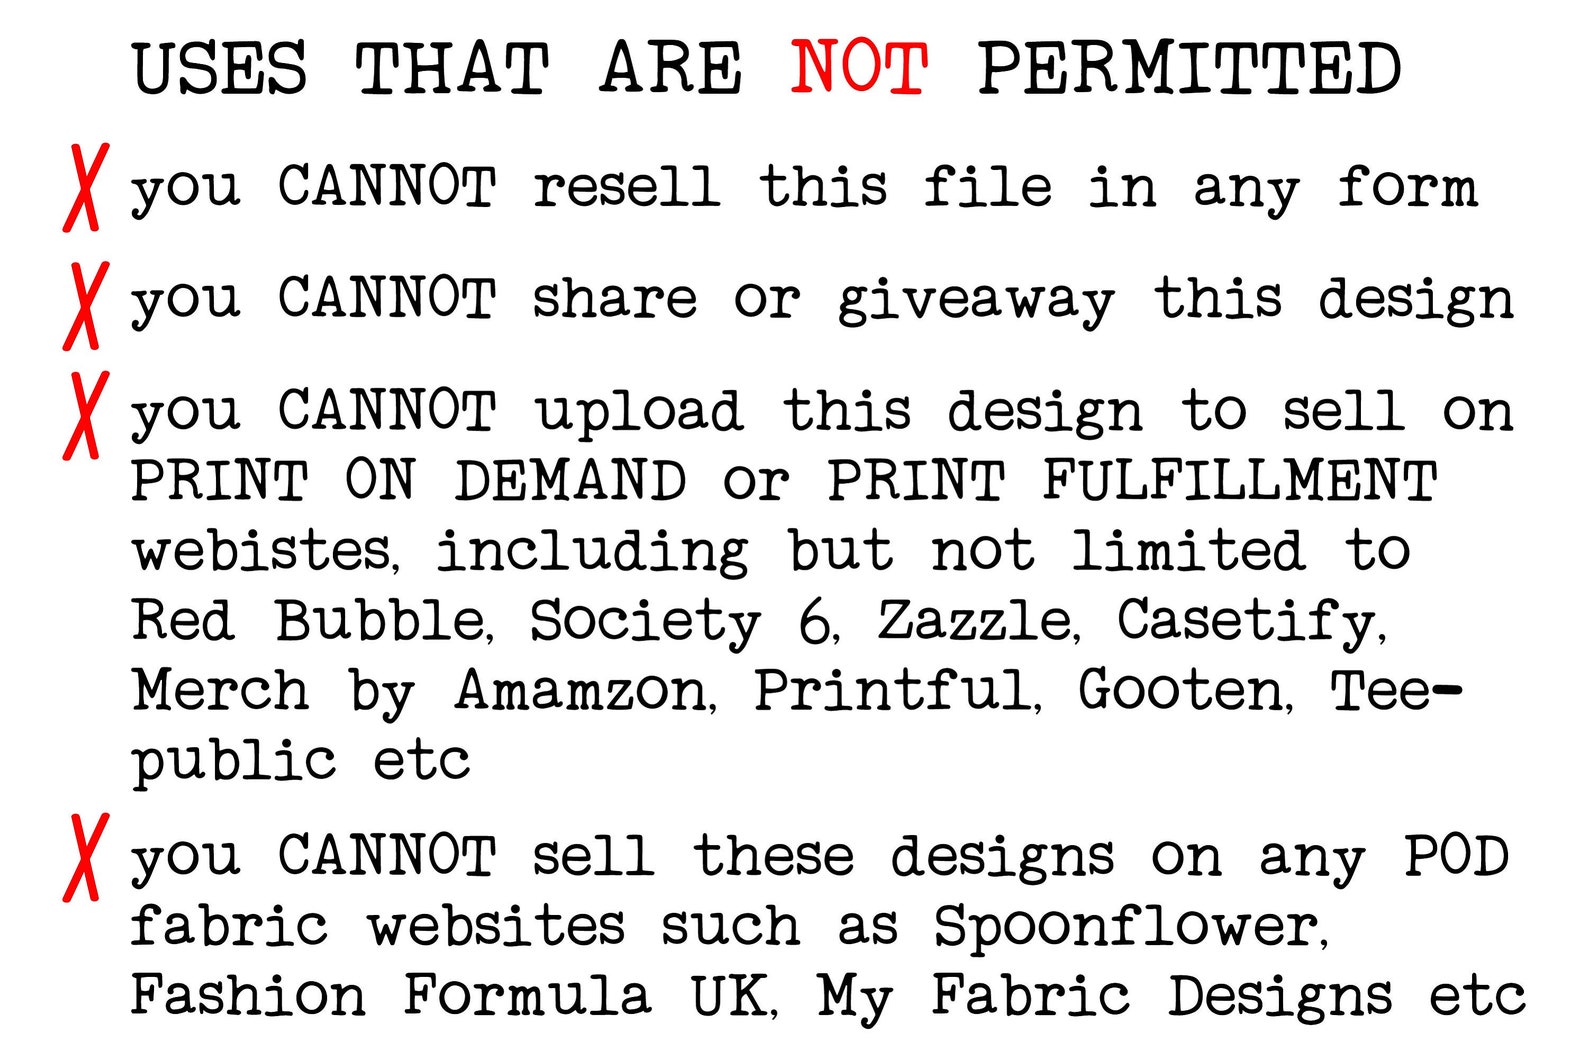 USES THAT ARE NOT PERMITTED
X you CANNOT resell this file in any form
X you CANNOT share or giveaway this design
X you CANNOT upload this design to sell on
PRINT ON DEMAND or PRINT FULFILLMENT
webistes, including but not limited to
Red Bubble, Society 6, Zazzle, Casetify,
Merch by Amamzon, Printful, Gooten, Tee-
public etc
X you CANNOT sell these designs on any POD
fabric websites such as Spoonflower,
Fashion Formula UK, My Fabric Designs etc